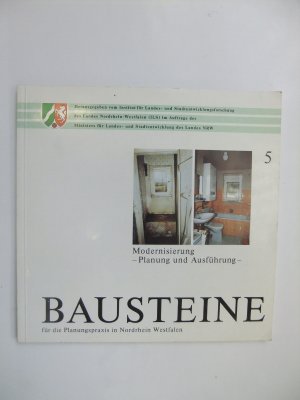 Herausgegeben vom Institut für Landes- und Stadtentwicklungsforschung
des Landes Nordrhein-Westfalen (ILS) im Auftrage des
Ministers für Landes- und Stadtentwicklung des Landes NRW
5
Modernisierung
–Planung und Ausführung–
BAUSTEINE
für die Planungspraxis in Nordrhein Westfalen